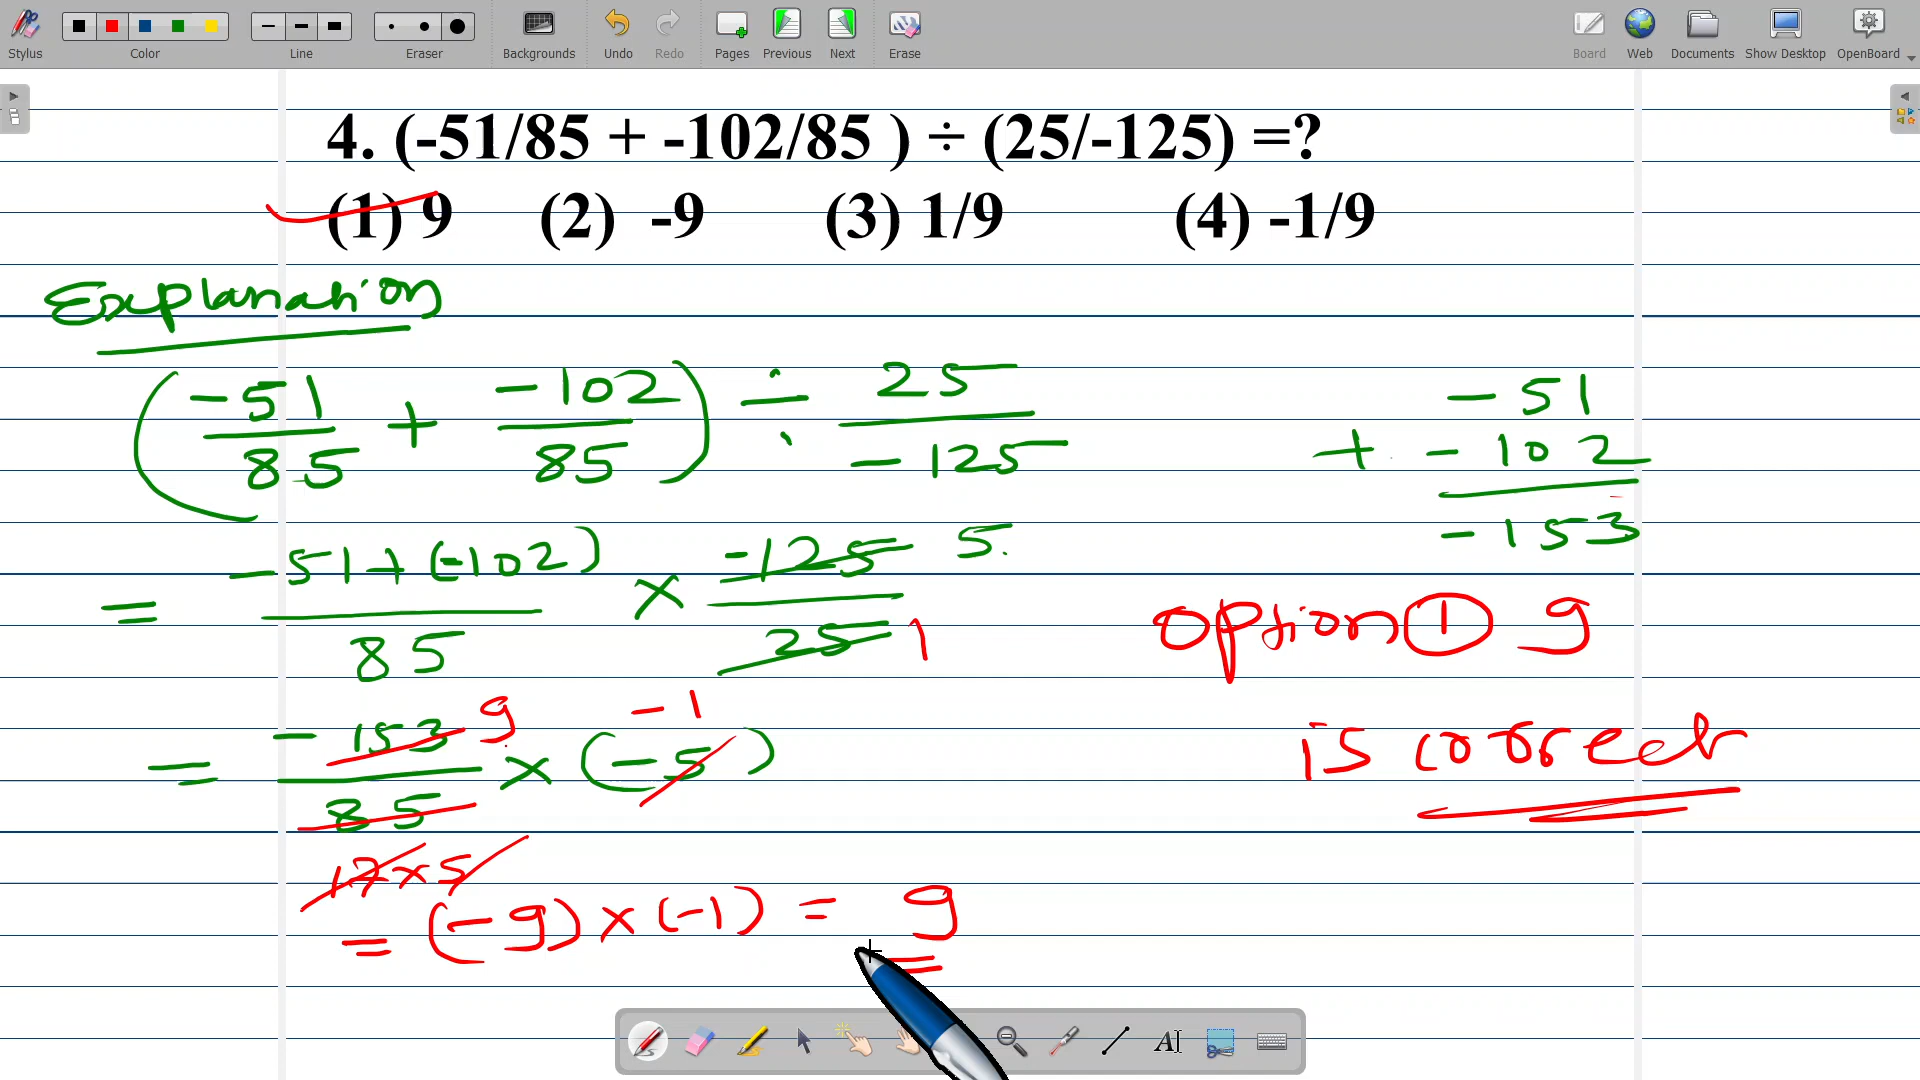 Stylus Color Line Eraser Backgrounds Undo Redo Pages Previous Next Erase Board Web Documents Show Desktop OpenBoard
4. (-51/85 + -102/85 ) ÷ (25/-125) =?
(1) 9 (2) -9 (3) 1/9 (4) -1/9
Explanation
(-51/85 + -102/85) ÷ 25/-125
-51
+ -102
-153
= -51+(-102)/85 × -125/25 5. 1
option ① 9
is correct
= -153/85 9 × (-5) -1
17×5
= (-9) × (-1) = 9